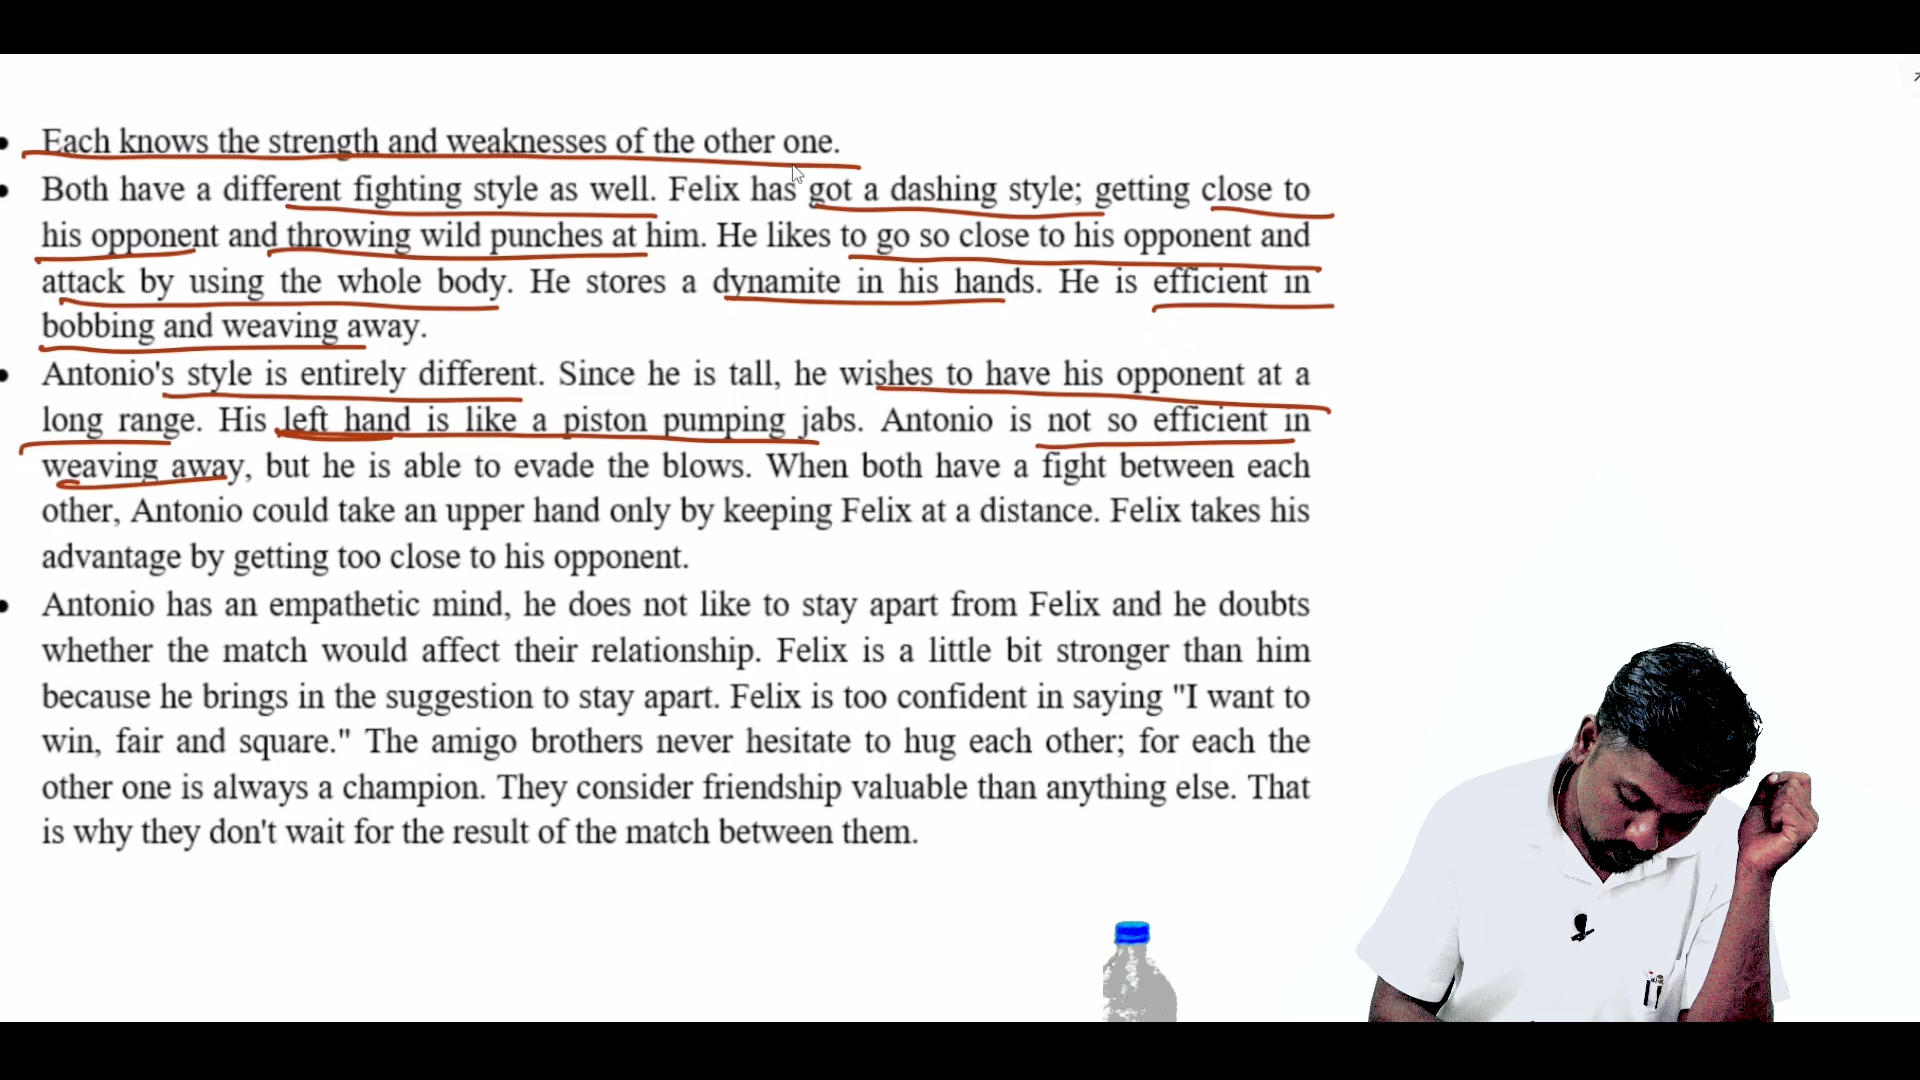 • Each knows the strength and weaknesses of the other one.
• Both have a different fighting style as well. Felix has got a dashing style; getting close to
his opponent and throwing wild punches at him. He likes to go so close to his opponent and
attack by using the whole body. He stores a dynamite in his hands. He is efficient in
bobbing and weaving away.
• Antonio's style is entirely different. Since he is tall, he wishes to have his opponent at a
long range. His left hand is like a piston pumping jabs. Antonio is not so efficient in
weaving away, but he is able to evade the blows. When both have a fight between each
other, Antonio could take an upper hand only by keeping Felix at a distance. Felix takes his
advantage by getting too close to his opponent.
• Antonio has an empathetic mind, he does not like to stay apart from Felix and he doubts
whether the match would affect their relationship. Felix is a little bit stronger than him
because he brings in the suggestion to stay apart. Felix is too confident in saying "I want to
win, fair and square." The amigo brothers never hesitate to hug each other; for each the
other one is always a champion. They consider friendship valuable than anything else. That
is why they don't wait for the result of the match between them.